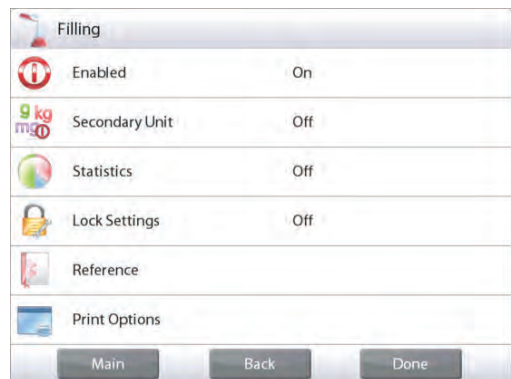 Filling
Enabled On
g kg
mg
Secondary Unit Off
Statistics Off
Lock Settings Off
Reference
Print Options
Main Back Done